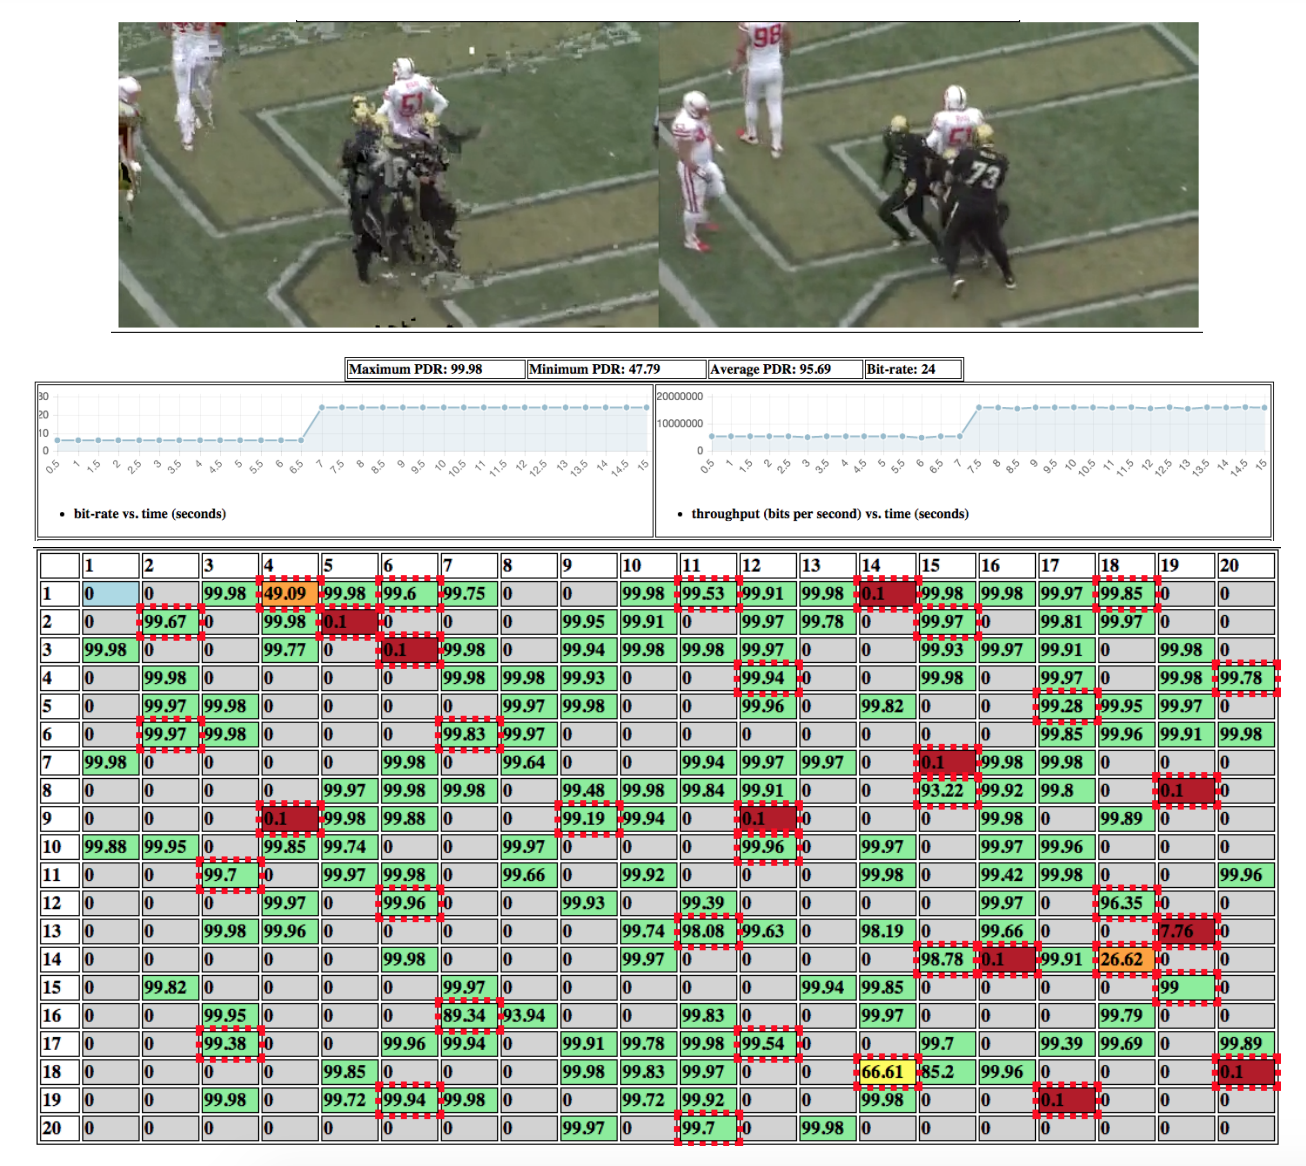 98
51
51
73
Maximum PDR: 99.98 Minimum PDR: 47.79 Average PDR: 95.69 Bit-rate: 24
30
20
10
0
0.5 1 1.5 2 2.5 3 3.5 4 4.5 5 5.5 6 6.5 7 7.5 8 8.5 9 9.5 10 10.5 11 11.5 12 12.5 13 13.5 14 14.5 15
• bit-rate vs. time (seconds)
20000000
10000000
0
0.5 1 1.5 2 2.5 3 3.5 4 4.5 5 5.5 6 6.5 7 7.5 8 8.5 9 9.5 10 10.5 11 11.5 12 12.5 13 13.5 14 14.5 15
• throughput (bits per second) vs. time (seconds)
1 2 3 4 5 6 7 8 9 10 11 12 13 14 15 16 17 18 19 20
1 0 0 99.98 49.09 99.98 99.6 99.75 0 0 99.98 99.53 99.91 99.98 0.1 99.98 99.98 99.97 99.85 0 0
2 0 99.67 0 99.98 0.1 0 0 0 99.95 99.91 0 99.97 99.78 0 99.97 0 99.81 99.97 0 0
3 99.98 0 0 99.77 0 0.1 99.98 0 99.94 99.98 99.98 99.97 0 0 99.93 99.97 99.91 0 99.98 0
4 0 99.98 0 0 0 0 99.98 99.98 99.93 0 0 99.94 0 0 99.98 0 99.97 0 99.98 99.78
5 0 99.97 99.98 0 0 0 0 99.97 99.98 0 0 99.96 0 99.82 0 0 99.28 99.95 99.97 0
6 0 99.97 99.98 0 0 0 99.83 99.97 0 0 0 0 0 0 0 0 99.85 99.96 99.91 99.98
7 99.98 0 0 0 0 99.98 0 99.64 0 0 99.94 99.97 99.97 0 0.1 99.98 99.98 0 0 0
8 0 0 0 0 99.97 99.98 99.98 0 99.48 99.98 99.84 99.91 0 0 93.22 99.92 99.8 0 0.1 0
9 0 0 0 0.1 99.98 99.88 0 0 99.19 99.94 0 0.1 0 0 0 99.98 0 99.89 0 0
10 99.88 99.95 0 99.85 99.74 0 0 99.97 0 0 0 99.96 0 99.97 0 99.97 99.96 0 0 0
11 0 0 99.7 0 99.97 99.98 0 99.66 0 99.92 0 0 0 99.98 0 99.42 99.98 0 0 99.96
12 0 0 0 99.97 0 99.96 0 0 99.93 0 99.39 0 0 0 0 99.97 0 96.35 0 0
13 0 0 99.98 99.96 0 0 0 0 0 99.74 98.08 99.63 0 98.19 0 99.66 0 0 7.76 0
14 0 0 0 0 0 99.98 0 0 0 99.97 0 0 0 0 98.78 0.1 99.91 26.62 0 0
15 0 99.82 0 0 0 0 99.97 0 0 0 0 0 99.94 99.85 0 0 0 0 99 0
16 0 0 99.95 0 0 0 89.34 93.94 0 0 99.83 0 0 99.97 0 0 0 99.79 0 0
17 0 0 99.38 0 0 99.96 99.94 0 99.91 99.78 99.98 99.54 0 0 99.7 0 99.39 99.69 0 99.89
18 0 0 0 0 99.85 0 0 0 99.98 99.83 99.97 0 0 66.61 85.2 99.96 0 0 0 0.1
19 0 0 99.98 0 99.72 99.94 99.98 0 0 99.72 99.92 0 0 99.98 0 0 0.1 0 0 0
20 0 0 0 0 0 0 0 0 99.97 0 99.7 0 99.98 0 0 0 0 0 0 0